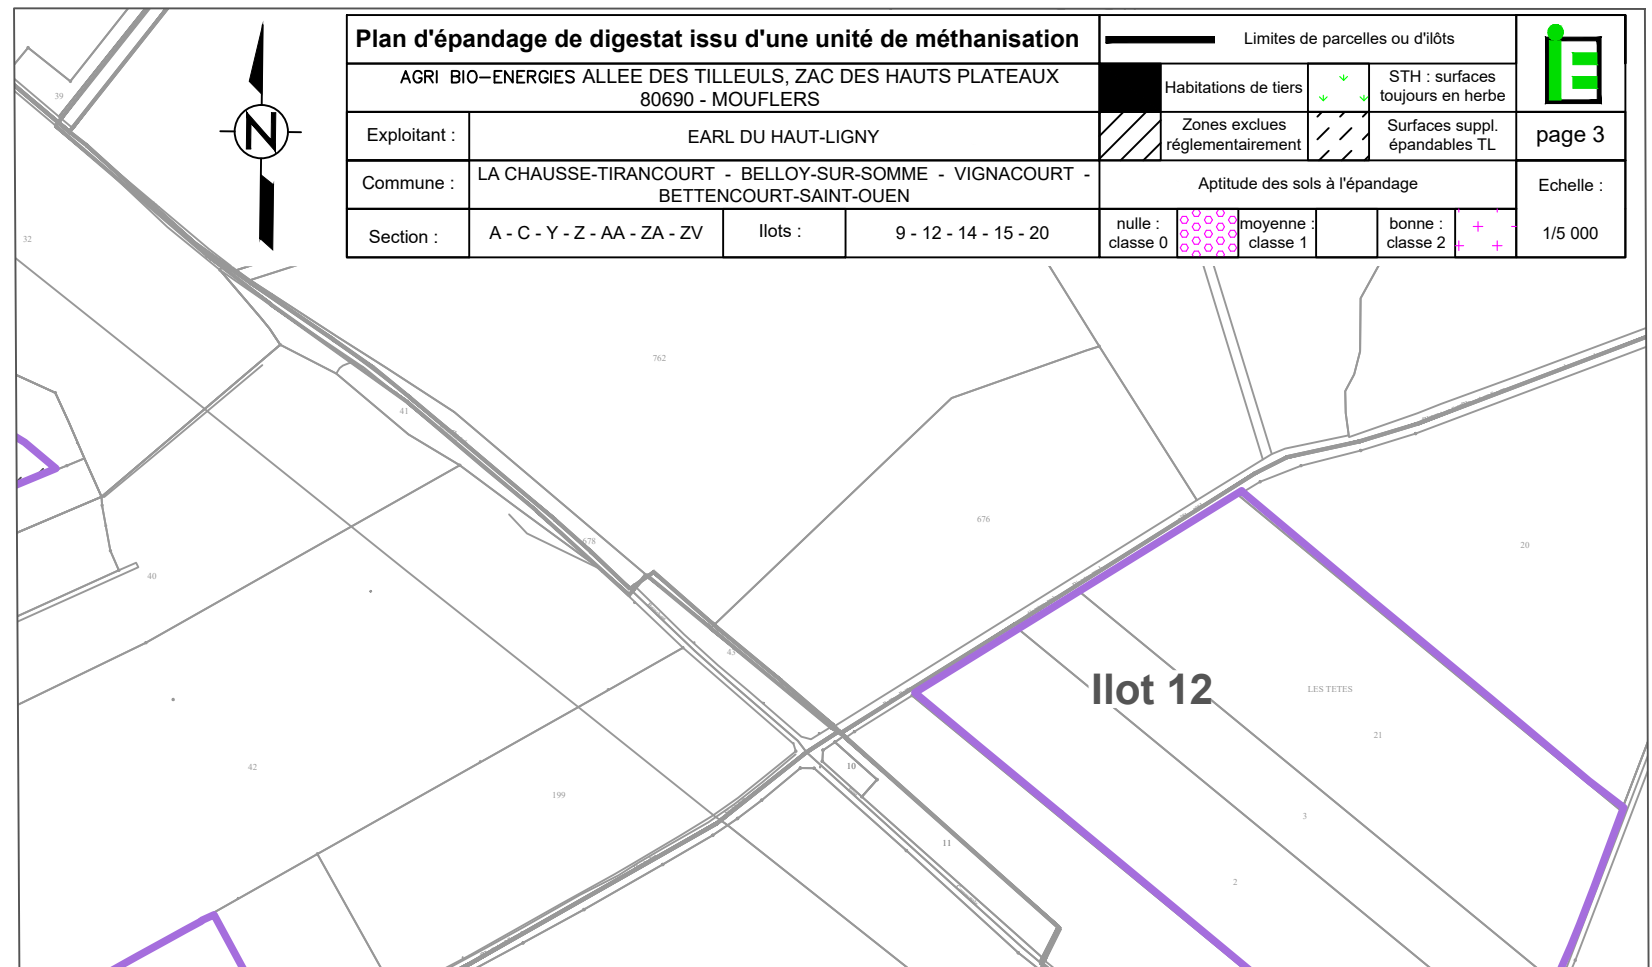 Plan d'épandage de digestat issu d'une unité de méthanisation
Limites de parcelles ou d'ilôts
iE
AGRI BIO-ENERGIES ALLEE DES TILLEULS, ZAC DES HAUTS PLATEAUX
80690 - MOUFLERS
Habitations de tiers
STH : surfaces
toujours en herbe
Exploitant :
EARL DU HAUT-LIGNY
Zones exclues
réglementairement
Surfaces suppl.
épandables TL
page 3
Commune :
LA CHAUSSE-TIRANCOURT - BELLOY-SUR-SOMME - VIGNACOURT -
BETTENCOURT-SAINT-OUEN
Aptitude des sols à l'épandage
Echelle :
Section :
A - C - Y - Z - AA - ZA - ZV
Ilots :
9 - 12 - 14 - 15 - 20
nulle :
classe 0
moyenne :
classe 1
bonne :
classe 2
1/5 000
N
39
32
762
41
676
678
20
40
43
Ilot 12
LES TETES
21
42
10
199
3
11
2